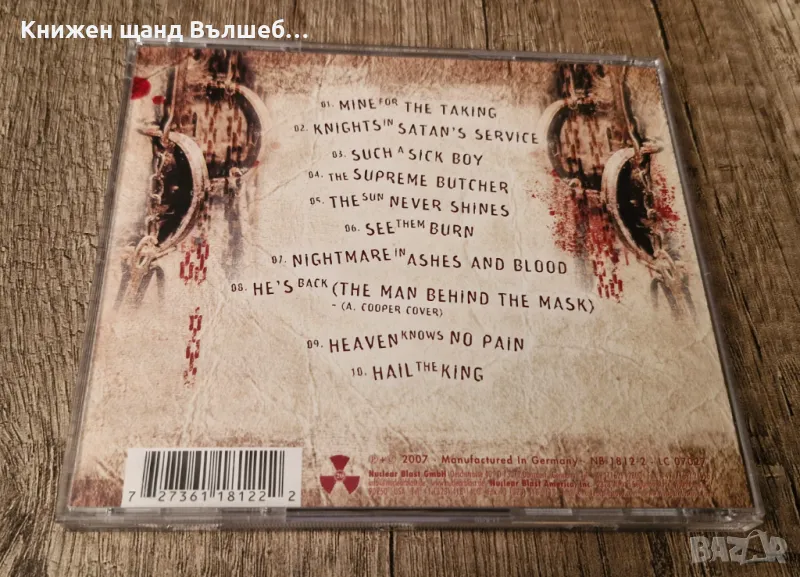 Книжен щанд Вълшеб…
01. MINE FOR THE TAKING
02. KNIGHTS IN SATAN'S SERVICE
03. SUCH A SICK BOY
04. THE SUPREME BUTCHER
05. THE SUN NEVER SHINES
06. SEE THEM BURN
07. NIGHTMARE IN ASHES AND BLOOD
08. HE'S BACK (THE MAN BEHIND THE MASK)
- (A. COOPER COVER)
09. HEAVEN KNOWS NO PAIN
10. HAIL THE KING
℗+© 2007 · Manufactured In Germany · NB 1812-2 · LC 07027
Nuclear Blast GmbH
Nuclear Blast America, Inc.
7 27361 18122 2
BAZAR